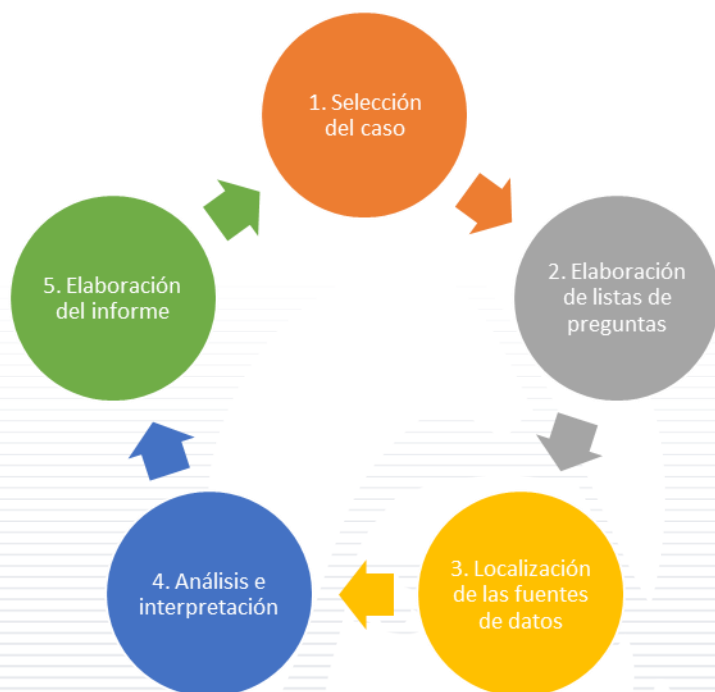 1. Selección
del caso
2. Elaboración
de listas de
preguntas
3. Localización
de las fuentes
de datos
4. Análisis e
interpretación
5. Elaboración
del informe